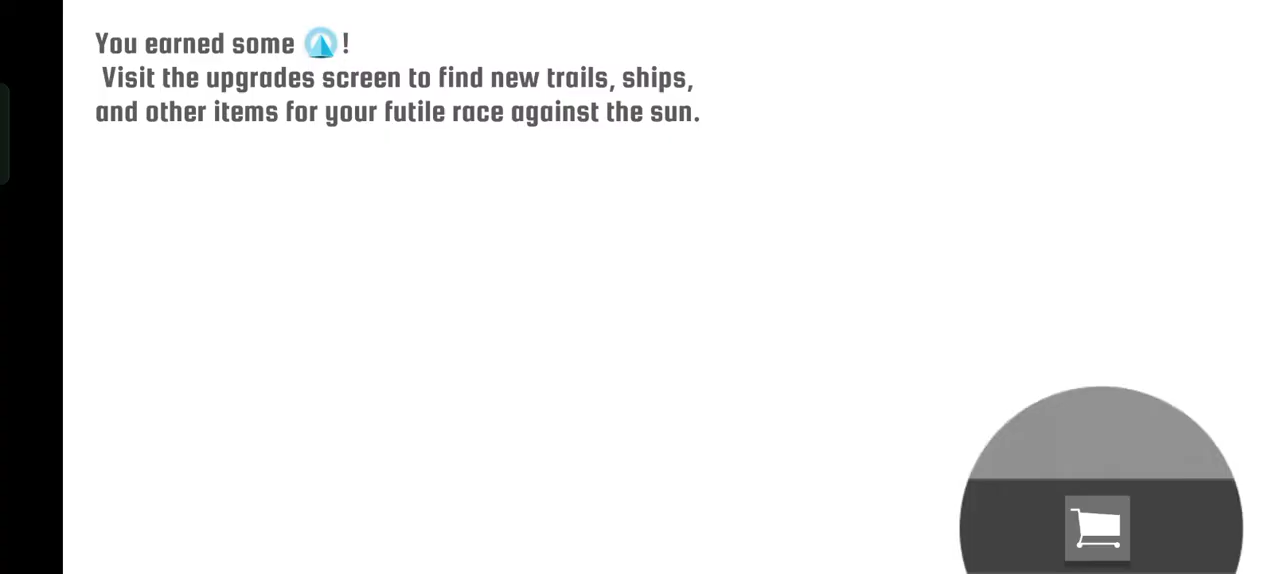 You earned some !
Visit the upgrades screen to find new trails, ships,
and other items for your futile race against the sun.